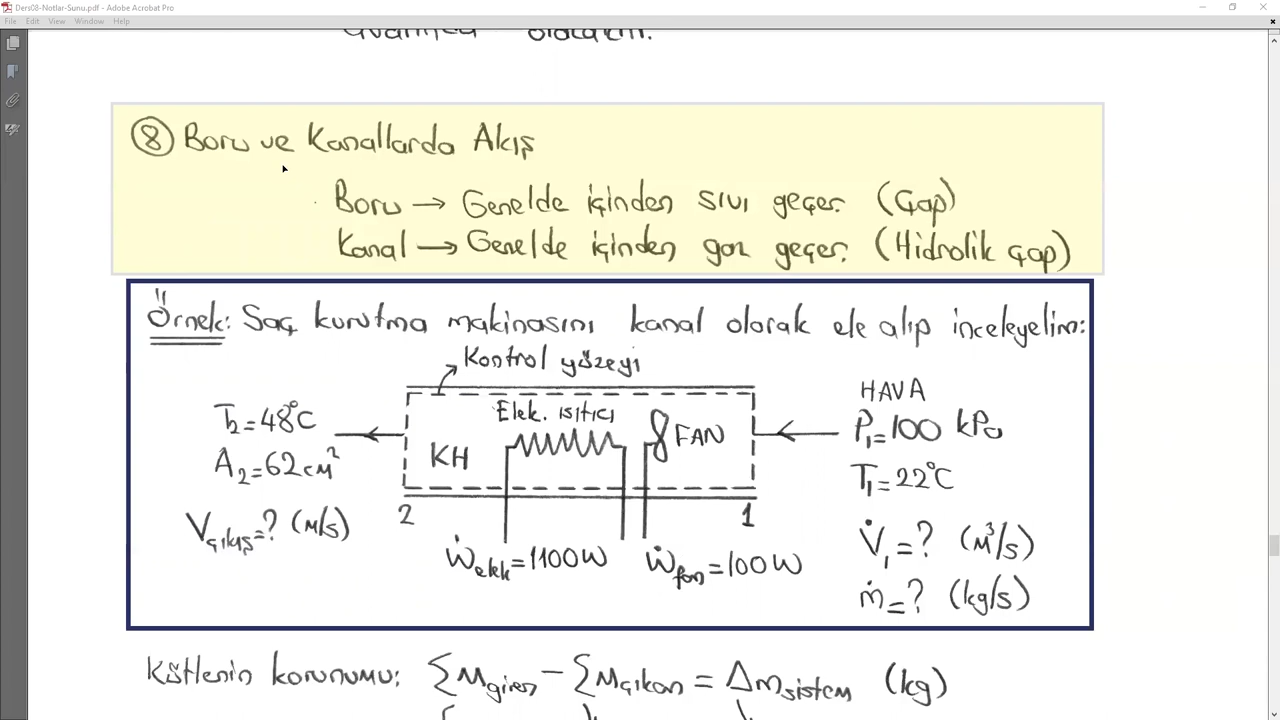 Ders08-Notlar-Sunu.pdf - Adobe Acrobat Pro
File Edit View Window Help
olacaktır.
8 Boru ve Kanallarda Akış
Boru → Genelde içinden sıvı geçer. (Çap)
Kanal → Genelde içinden gaz geçer. (Hidrolik çap)
Örnek: Saç kurutma makinasını kanal olarak ele alıp inceleyelim:
Kontrol yüzeyi
HAVA
T₂=48°C
Elek. ısıtıcı
P₁=100 kPa
KH
FAN
A₂=62cm²
T₁=22°C
2
1
Vçıkış=? (m/s)
V̇₁=? (m³/s)
Ẇelek=1100W
Ẇfan=100W
ṁ=? (kg/s)
Kütlenin korunumu: Σmgiren - Σmçıkan = Δmsistem (kg)